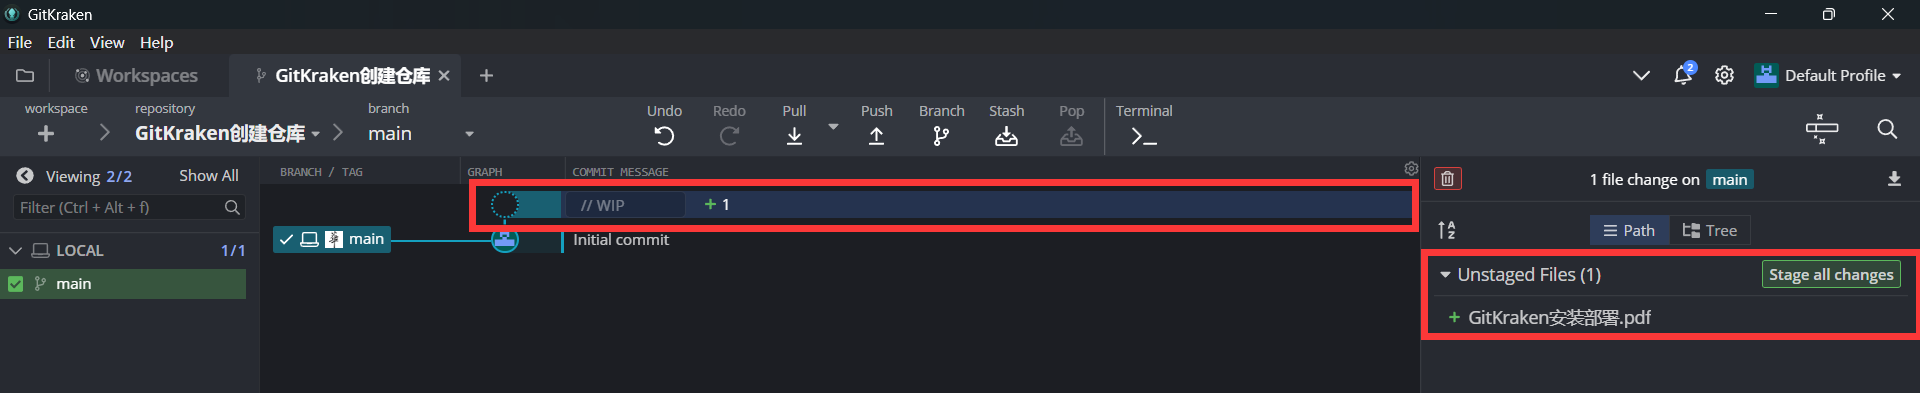 GitKraken
File Edit View Help
Workspaces GitKraken创建仓库
2 Default Profile
workspace repository branch
GitKraken创建仓库 main
Undo Redo Pull Push Branch Stash Pop Terminal
Viewing 2/2 Show All
Filter (Ctrl + Alt + f)
LOCAL 1/1
main
BRANCH / TAG GRAPH COMMIT MESSAGE
// WIP + 1
main Initial commit
1 file change on main
A Z Path Tree
Unstaged Files (1) Stage all changes
+ GitKraken安装部署.pdf